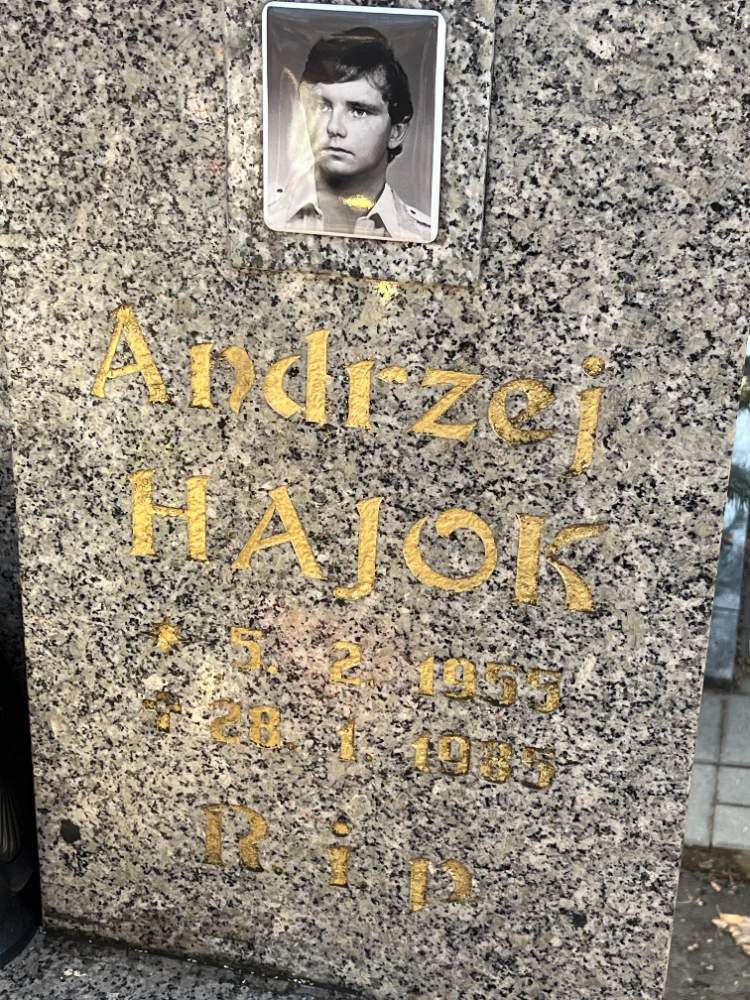 Andrzej
HAJOK
* 5. 2. 1955
✝ 28. 1. 1985
R. i p